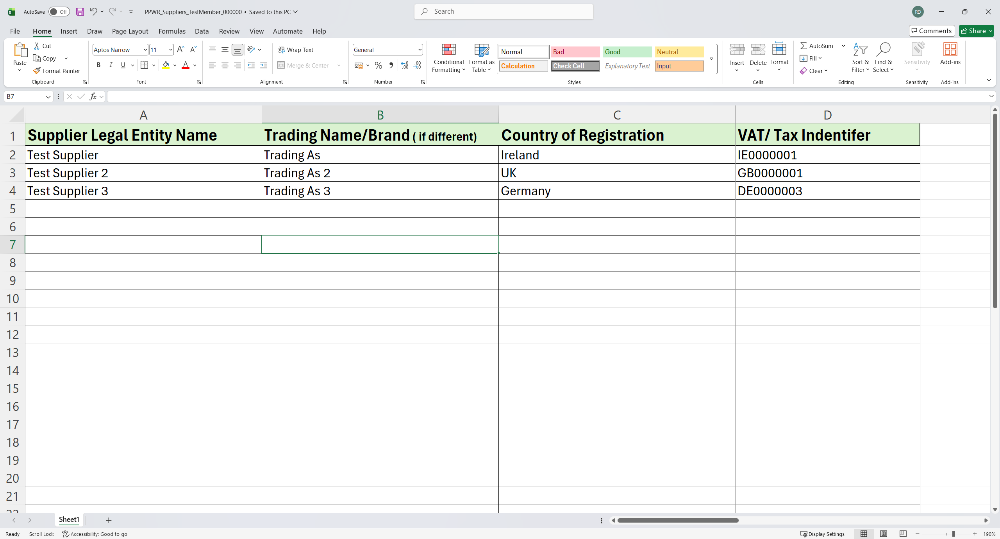 AutoSave Off PPWR_Suppliers_TestMember_000000 • Saved to this PC Search RD
File Home Insert Draw Page Layout Formulas Data Review View Automate Help Comments Share
Paste Cut Copy Format Painter Clipboard
Aptos Narrow 11 B I U Font
Wrap Text Merge & Center Alignment
General Number
Conditional Formatting Format as Table Normal Bad Good Neutral Calculation Check Cell Explanatory Text Input Styles
Insert Delete Format Cells
AutoSum Fill Clear Sort & Filter Find & Select Editing
Sensitivity Sensitivity
Add-ins Add-ins
B7 fx
A B C D
1 Supplier Legal Entity Name Trading Name/Brand ( if different) Country of Registration VAT/ Tax Indentifer
2 Test Supplier Trading As Ireland IE0000001
3 Test Supplier 2 Trading As 2 UK GB0000001
4 Test Supplier 3 Trading As 3 Germany DE0000003
5
6
7
8
9
10
11
12
13
14
15
16
17
18
19
20
21
22
Sheet1
Ready Scroll Lock Accessibility: Good to go Display Settings 190%